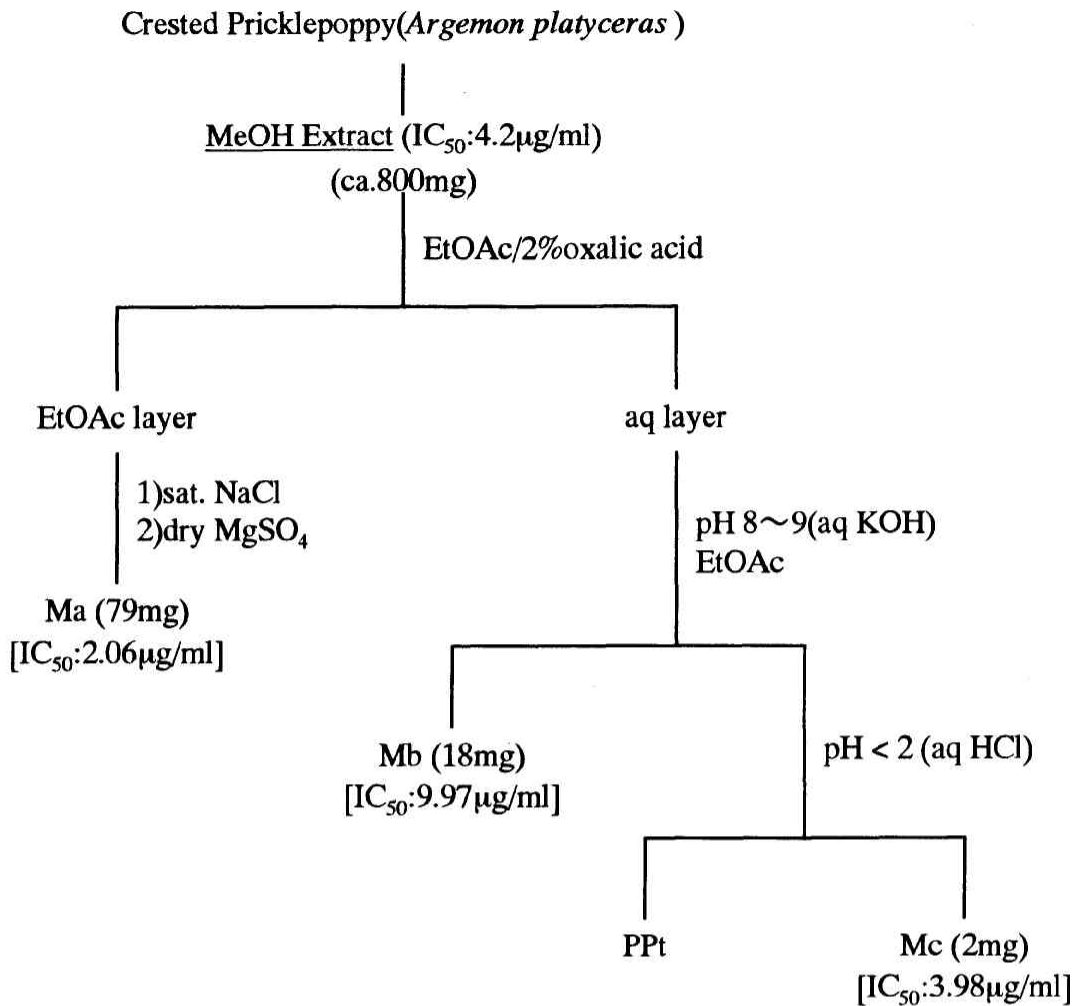 Crested Pricklepoppy(Argemon platyceras )
MeOH Extract (IC₅₀:4.2μg/ml)
(ca.800mg)
EtOAc/2%oxalic acid
EtOAc layer
aq layer
1)sat. NaCl
2)dry MgSO₄
pH 8～9(aq KOH)
EtOAc
Ma (79mg)
[IC₅₀:2.06μg/ml]
Mb (18mg)
[IC₅₀:9.97μg/ml]
pH < 2 (aq HCl)
PPt
Mc (2mg)
[IC₅₀:3.98μg/ml]